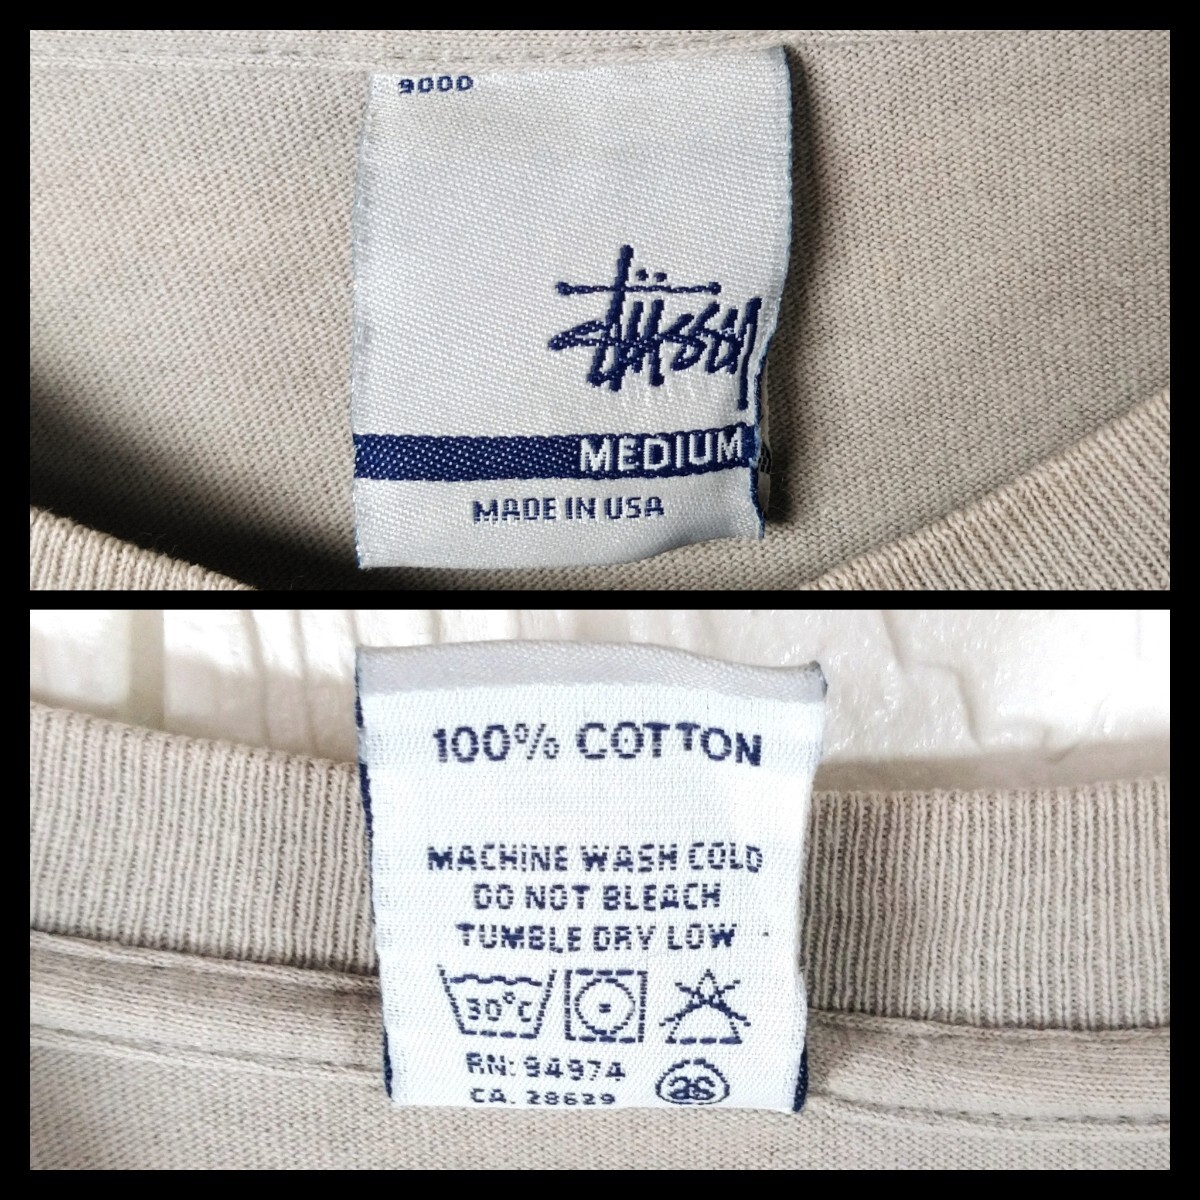 9000
Stüssy
MEDIUM
MADE IN USA
100% COTTON
MACHINE WASH COLD
DO NOT BLEACH
TUMBLE DRY LOW
30°C
RN: 94974
CA. 28629